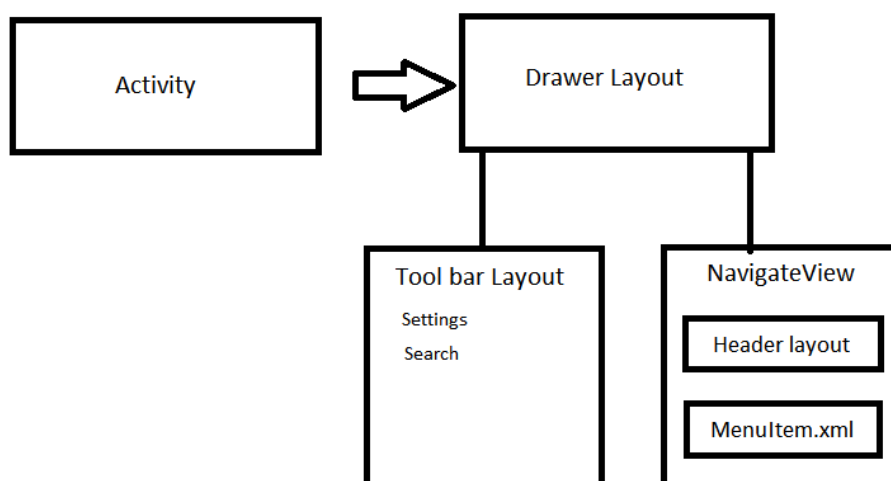 Activity
Drawer Layout
Tool bar Layout
Settings
Search
NavigateView
Header layout
MenuItem.xml